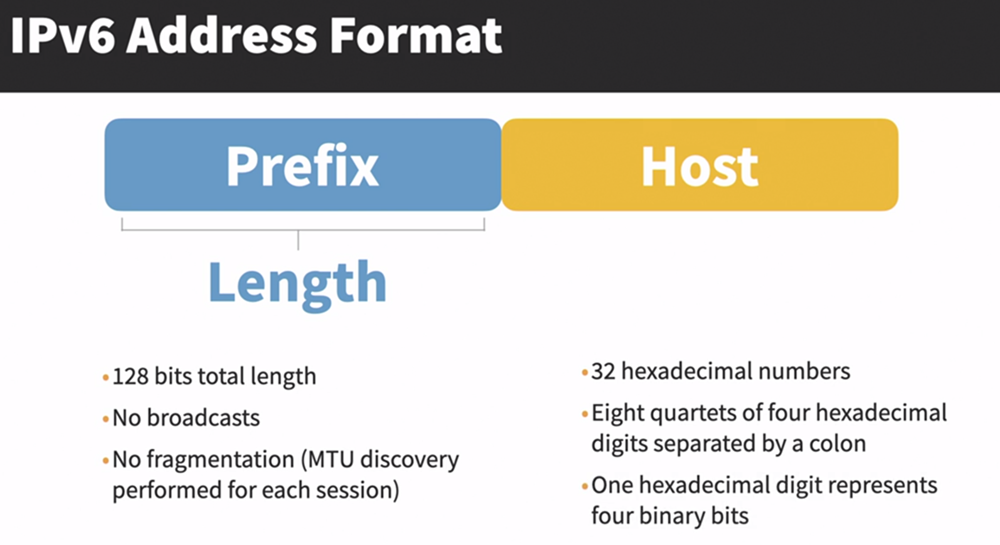 IPv6 Address Format
Prefix
Host
Length
•128 bits total length
•No broadcasts
•No fragmentation (MTU discovery
performed for each session)
•32 hexadecimal numbers
•Eight quartets of four hexadecimal
digits separated by a colon
•One hexadecimal digit represents
four binary bits